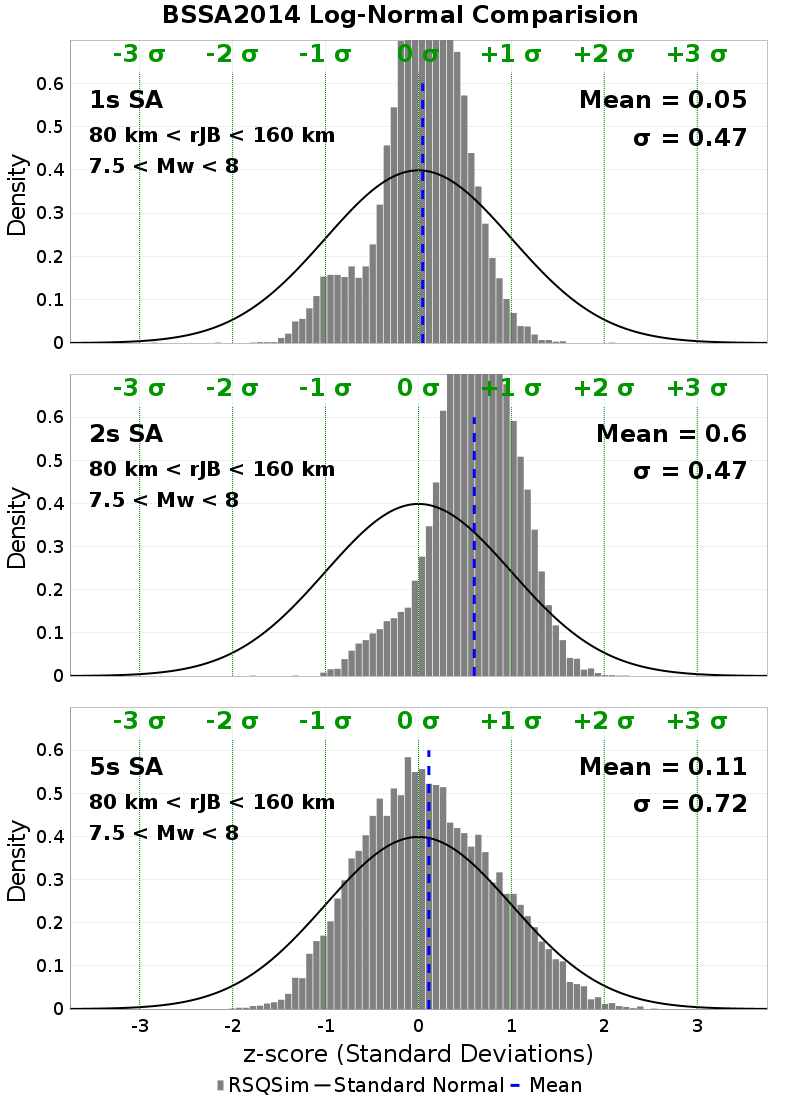 BSSA2014 Log-Normal Comparision
-3 σ -2 σ -1 σ 0 σ +1 σ +2 σ +3 σ
1s SA
80 km < rJB < 160 km
7.5 < Mw < 8
Mean = 0.05
σ = 0.47
Density
0.6
0.5
0.4
0.3
0.2
0.1
0
-3 σ -2 σ -1 σ 0 σ +1 σ +2 σ +3 σ
2s SA
80 km < rJB < 160 km
7.5 < Mw < 8
Mean = 0.6
σ = 0.47
Density
0.6
0.5
0.4
0.3
0.2
0.1
0
-3 σ -2 σ -1 σ 0 σ +1 σ +2 σ +3 σ
5s SA
80 km < rJB < 160 km
7.5 < Mw < 8
Mean = 0.11
σ = 0.72
Density
0.6
0.5
0.4
0.3
0.2
0.1
0
-3 -2 -1 0 1 2 3
z-score (Standard Deviations)
RSQSim Standard Normal Mean